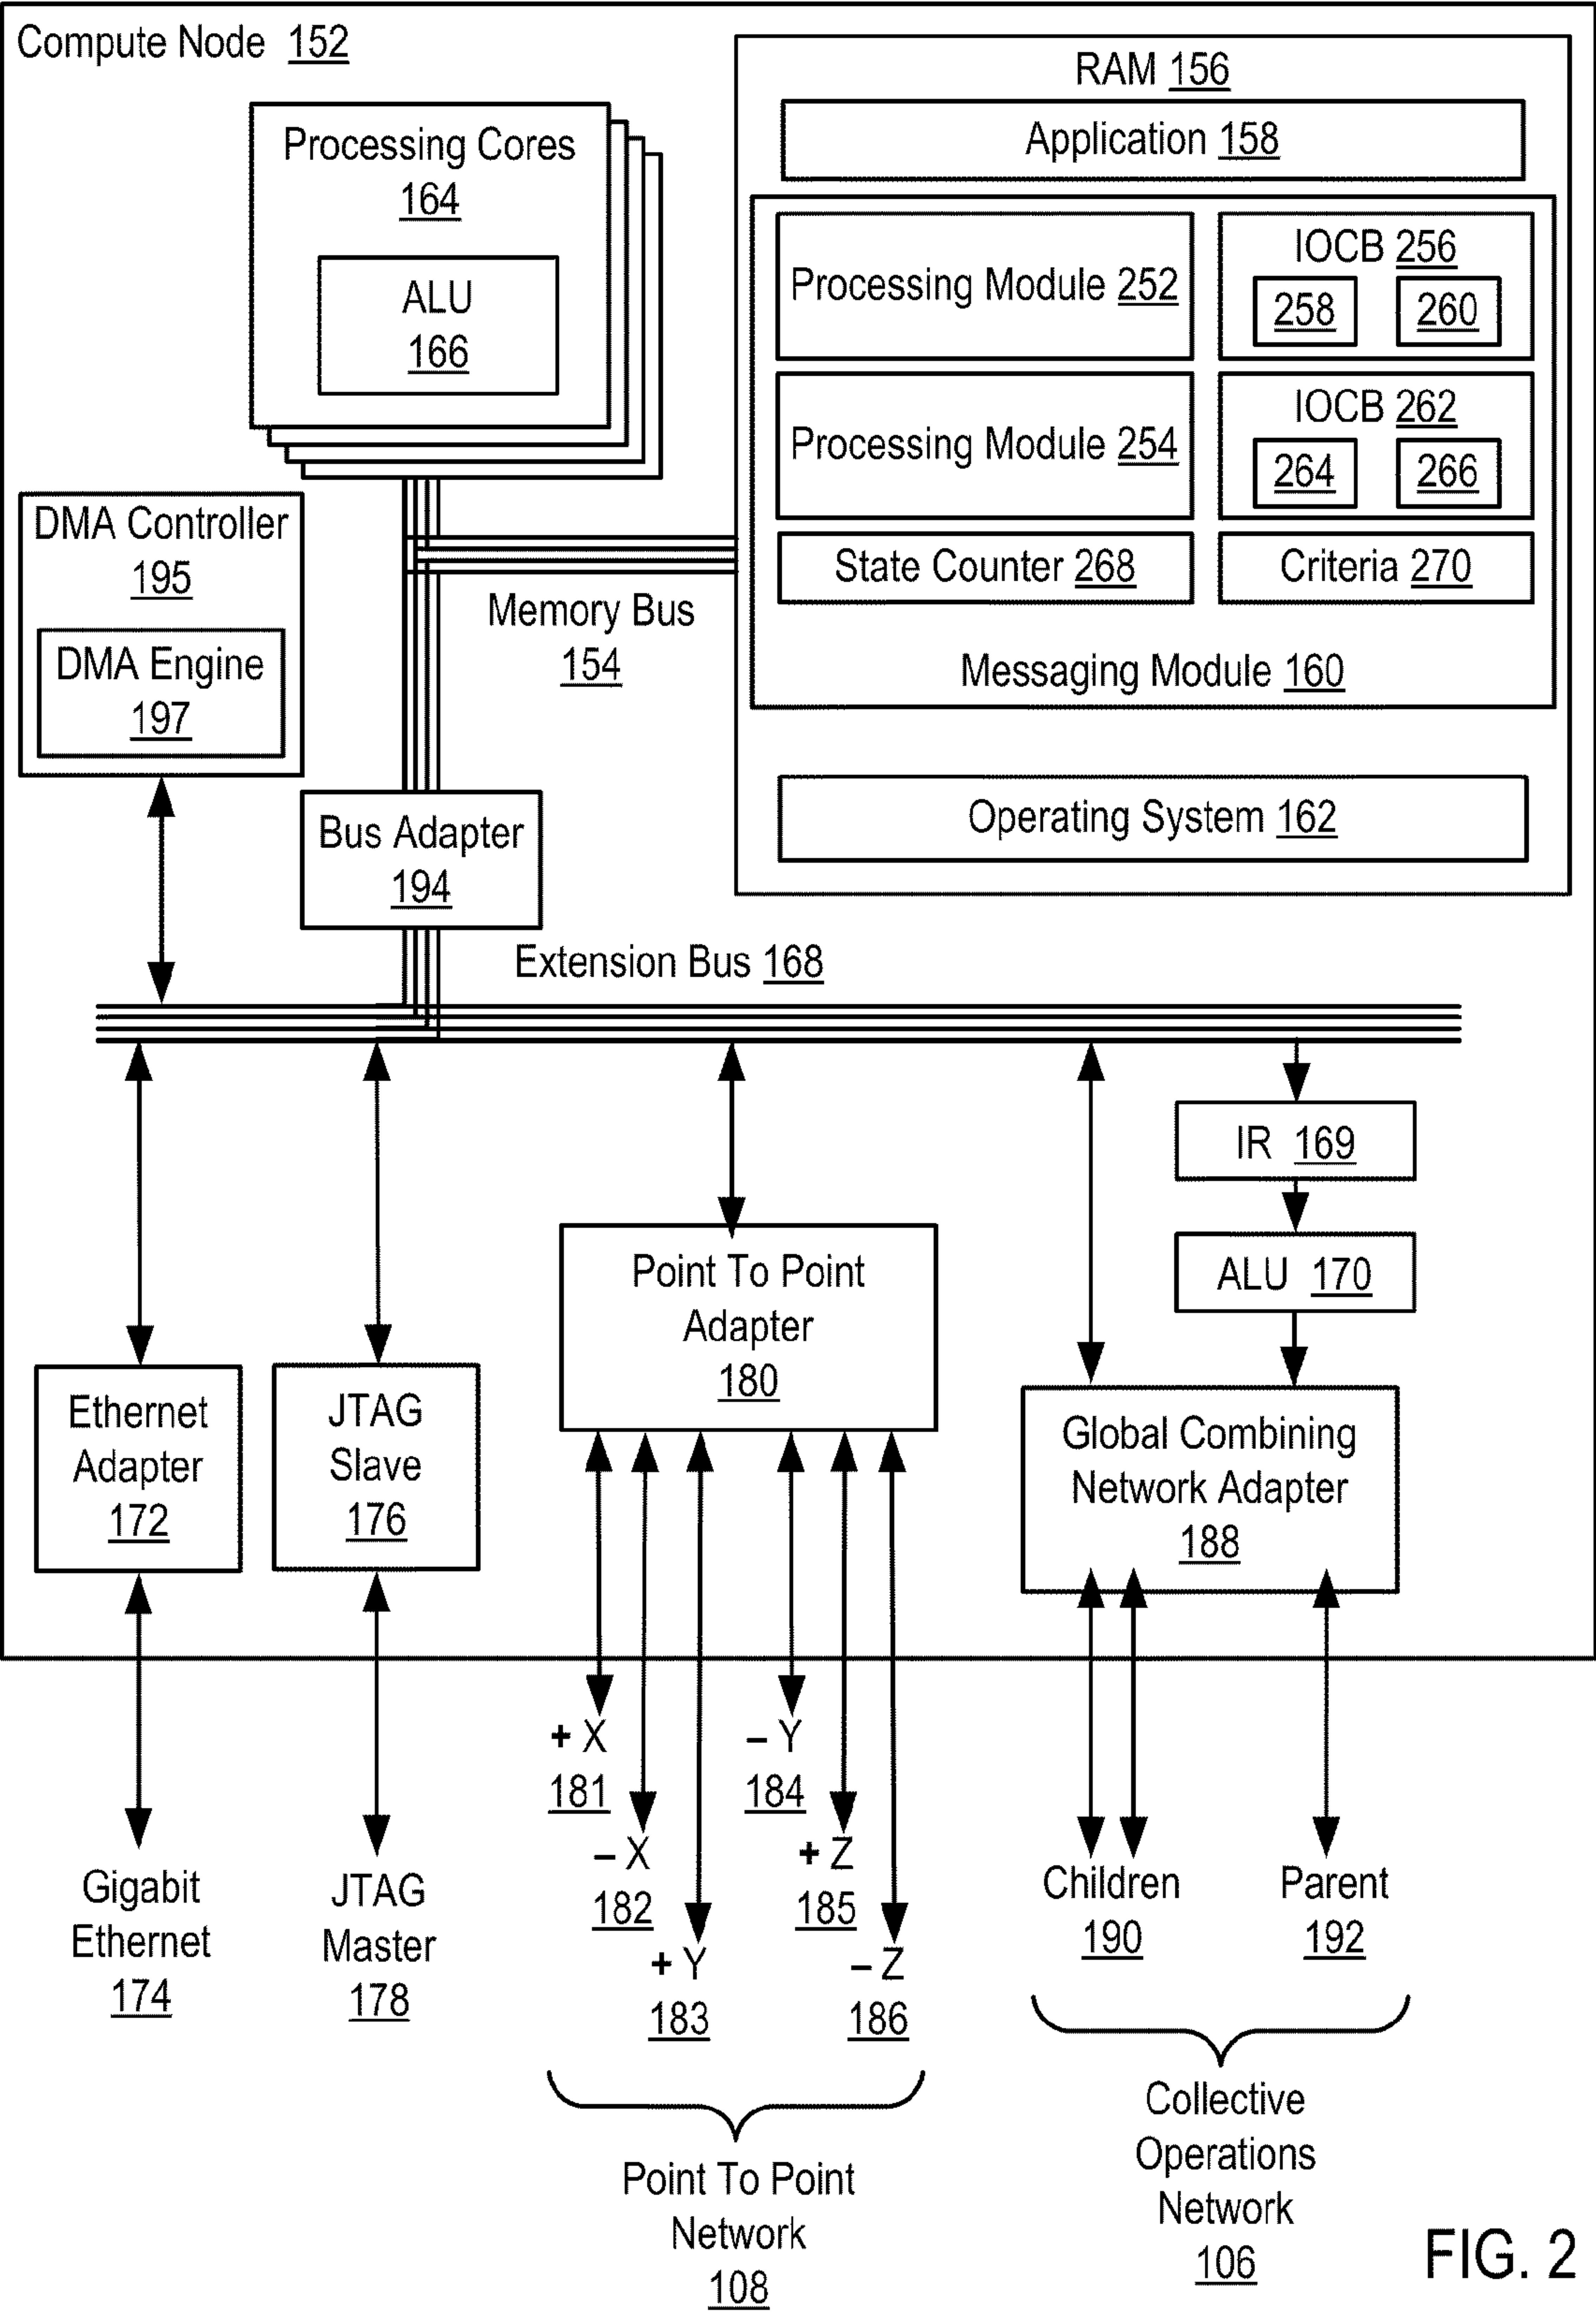 Compute Node 152
RAM 156
Application 158
Processing Cores
164
ALU
166
Processing Module 252
IOCB 256
258 260
Processing Module 254
IOCB 262
264 266
State Counter 268
Criteria 270
Messaging Module 160
Operating System 162
DMA Controller
195
DMA Engine
197
Memory Bus
154
Bus Adapter
194
Extension Bus 168
IR 169
ALU 170
Point To Point
Adapter
180
Ethernet
Adapter
172
JTAG
Slave
176
Global Combining
Network Adapter
188
+ X
181
– X
182
+ Y
183
– Y
184
+ Z
185
– Z
186
Gigabit
Ethernet
174
JTAG
Master
178
Children
190
Parent
192
Point To Point
Network
108
Collective
Operations
Network
106
FIG. 2